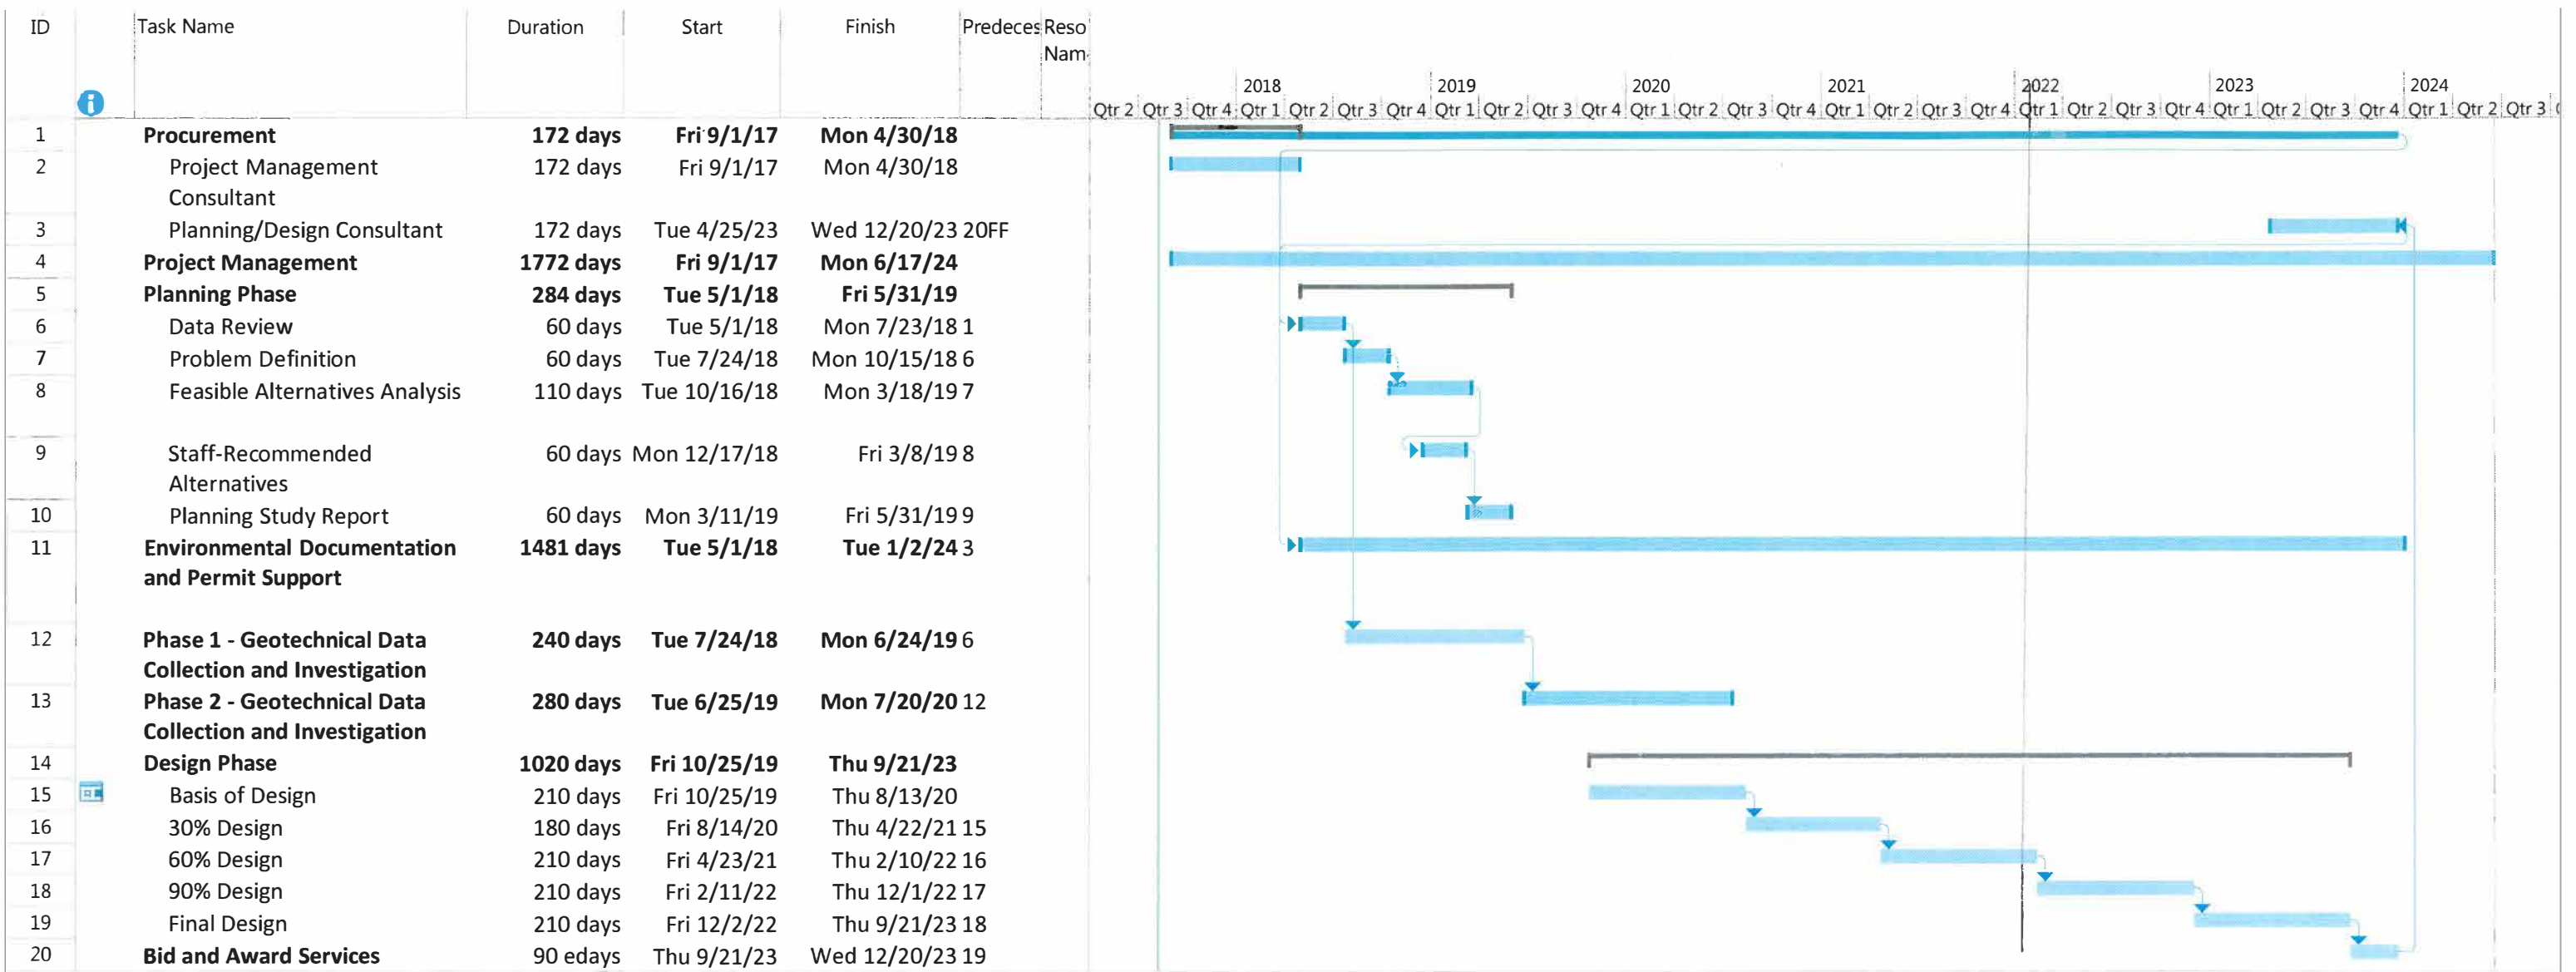 ID Task Name Duration Start Finish Predeces Reso
Nam
2018 2019 2020 2021 2022 2023 2024
Qtr 2 Qtr 3 Qtr 4 Qtr 1 Qtr 2 Qtr 3 Qtr 4 Qtr 1 Qtr 2 Qtr 3 Qtr 4 Qtr 1 Qtr 2 Qtr 3 Qtr 4 Qtr 1 Qtr 2 Qtr 3 Qtr 4 Qtr 1 Qtr 2 Qtr 3 Qtr 4 Qtr 1 Qtr 2 Qtr 3 Qtr 4 Qtr 1 Qtr 2 Qtr 3
1 Procurement 172 days Fri 9/1/17 Mon 4/30/18
2 Project Management 172 days Fri 9/1/17 Mon 4/30/18
Consultant
3 Planning/Design Consultant 172 days Tue 4/25/23 Wed 12/20/23 20FF
4 Project Management 1772 days Fri 9/1/17 Mon 6/17/24
5 Planning Phase 284 days Tue 5/1/18 Fri 5/31/19
6 Data Review 60 days Tue 5/1/18 Mon 7/23/18 1
7 Problem Definition 60 days Tue 7/24/18 Mon 10/15/18 6
8 Feasible Alternatives Analysis 110 days Tue 10/16/18 Mon 3/18/19 7
9 Staff-Recommended 60 days Mon 12/17/18 Fri 3/8/19 8
Alternatives
10 Planning Study Report 60 days Mon 3/11/19 Fri 5/31/19 9
11 Environmental Documentation 1481 days Tue 5/1/18 Tue 1/2/24 3
and Permit Support
12 Phase 1 - Geotechnical Data 240 days Tue 7/24/18 Mon 6/24/19 6
Collection and Investigation
13 Phase 2 - Geotechnical Data 280 days Tue 6/25/19 Mon 7/20/20 12
Collection and Investigation
14 Design Phase 1020 days Fri 10/25/19 Thu 9/21/23
15 Basis of Design 210 days Fri 10/25/19 Thu 8/13/20
16 30% Design 180 days Fri 8/14/20 Thu 4/22/21 15
17 60% Design 210 days Fri 4/23/21 Thu 2/10/22 16
18 90% Design 210 days Fri 2/11/22 Thu 12/1/22 17
19 Final Design 210 days Fri 12/2/22 Thu 9/21/23 18
20 Bid and Award Services 90 edays Thu 9/21/23 Wed 12/20/23 19